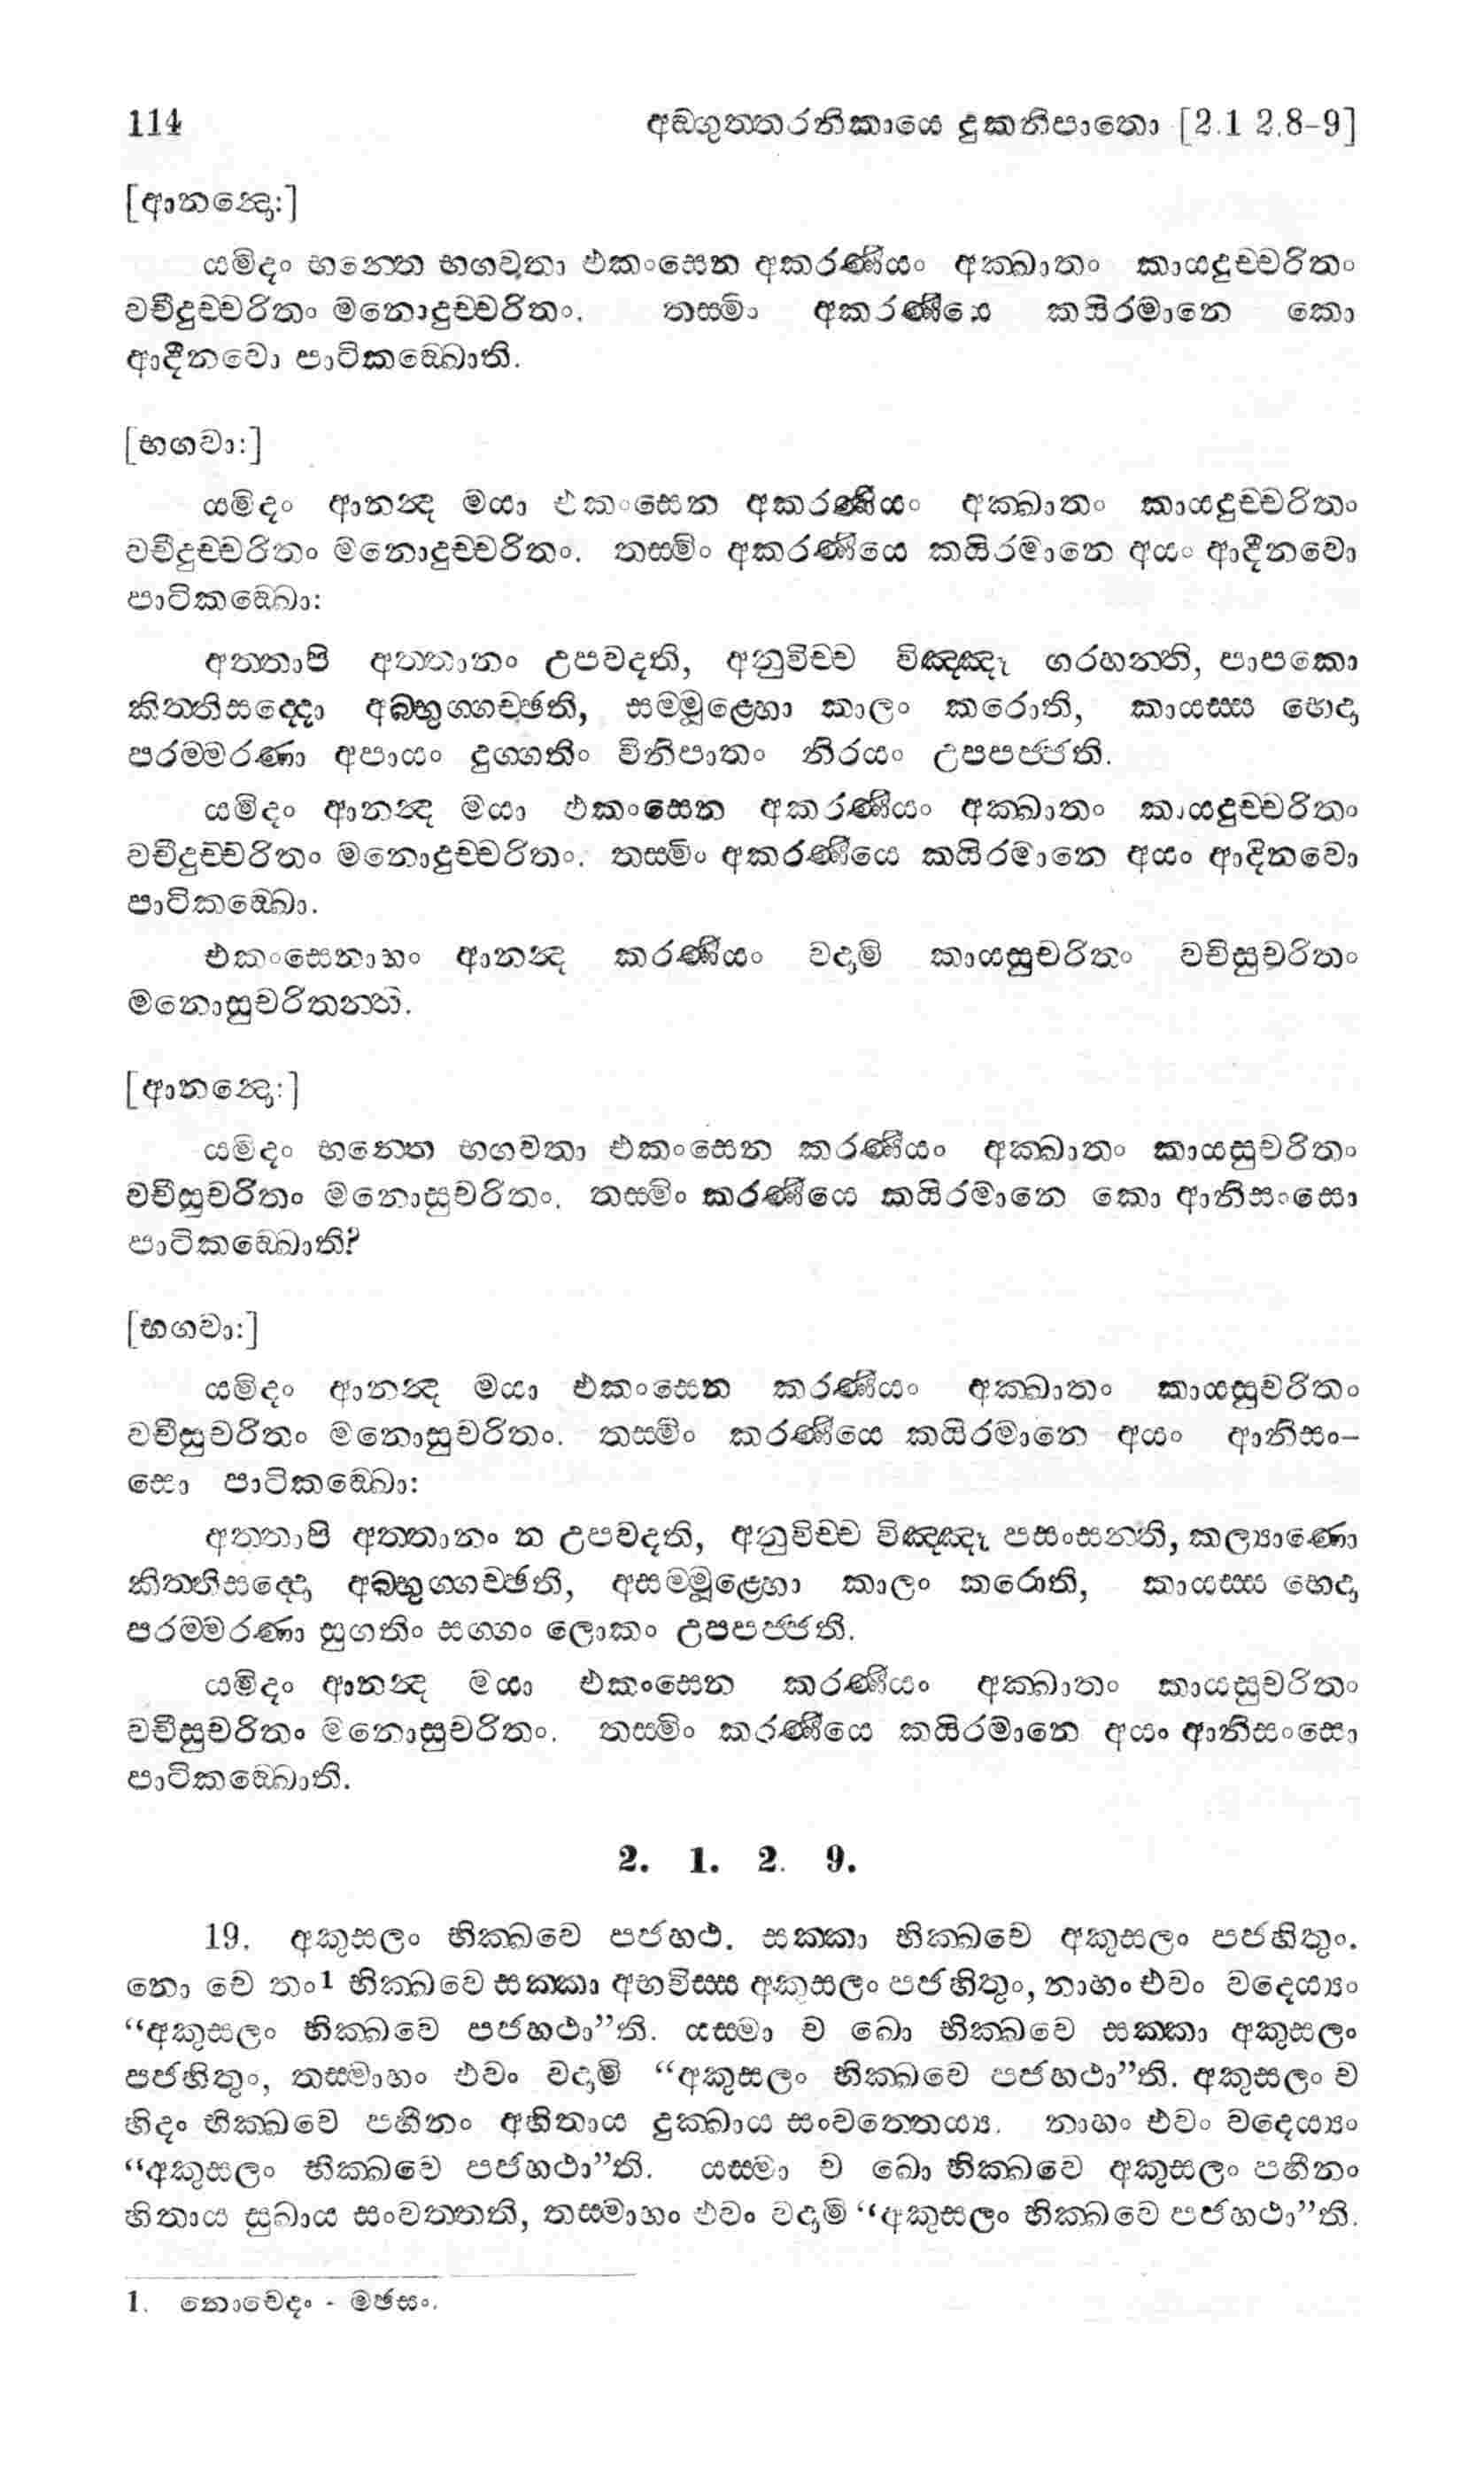 114 අඞ්ගුත්තරනිකායෙ දුකනිපාතො [2.1 2.8-9]
[ආනන්දො:]
යමිදං භන්තෙ භගවතා එකංසෙන අකරණීයං අක්ඛාතං කායදුච්චරිතං
වචීදුච්චරිතං මනොදුච්චරිතං. තස්මිං අකරණීයෙ කයිරමානෙ කො
ආදීනවො පාටිකඞ්ඛොති.
[භගවා:]
යමිදං ආනන්ද මයා එකංසෙන අකරණීයං අක්ඛාතං කායදුච්චරිතං
වචීදුච්චරිතං මනොදුච්චරිතං. තස්මිං අකරණීයෙ කයිරමානෙ අයං ආදීනවො
පාටිකඞ්ඛො:
අත්තාපි අත්තානං උපවදති, අනුවිච්ච විඤ්ඤූ ගරහන්ති, පාපකො
කිත්තිසද්දො අබ්භුග්ගච්ඡති, සම්මූළ්හො කාලං කරොති, කායස්ස භෙදා
පරම්මරණා අපායං දුග්ගතිං විනිපාතං නිරයං උපපජ්ජති.
යමිදං ආනන්ද මයා එකංසෙන අකරණීයං අක්ඛාතං කායදුච්චරිතං
වචීදුච්චරිතං මනොදුච්චරිතං. තස්මිං අකරණීයෙ කයිරමානෙ අයං ආදිනවො
පාටිකඞ්ඛො.
එකංසෙනාහං ආනන්ද කරණීයං වදාමි කායසුචරිතං වචීසුචරිතං
මනොසුචරිතන්ති.
[ආනන්දො:]
යමිදං භන්තෙ භගවතා එකංසෙන කරණීයං අක්ඛාතං කායසුචරිතං
වචීසුචරිතං මනොසුචරිතං. තස්මිං කරණීයෙ කයිරමානෙ කො ආනිසංසො
පාටිකඞ්ඛොති?
[භගවා:]
යමිදං ආනන්ද මයා එකංසෙන කරණීයං අක්ඛාතං කායසුචරිතං
වචීසුචරිතං මනොසුචරිතං. තස්මිං කරණීයෙ කයිරමානෙ අයං ආනිසං-
සො පාටිකඞ්ඛො:
අත්තාපි අත්තානං න උපවදති, අනුවිච්ච විඤ්ඤූ පසංසන්ති, කල්‍යාණො
කිත්තිසද්දො අබ්භුග්ගච්ඡති, අසම්මූළ්හො කාලං කරොති, කායස්ස භෙදා
පරම්මරණා සුගතිං සග්ගං ලොකං උපපජ්ජති.
යමිදං ආනන්ද මයා එකංසෙන කරණීයං අක්ඛාතං කායසුචරිතං
වචීසුචරිතං මනොසුචරිතං. තස්මිං කරණීයෙ කයිරමානෙ අයං ආනිසංසො
පාටිකඞ්ඛොති.
2. 1. 2. 9.
19. අකුසලං භික්ඛවෙ පජහථ. සක්කා භික්ඛවෙ අකුසලං පජහිතුං.
නො චෙ තං1 භික්ඛවෙ සක්කා අභවිස්ස අකුසලං පජහිතුං, නාහං එවං වදෙය්‍යං
“අකුසලං භික්ඛවෙ පජහථා”ති. යස්මා ච ඛො භික්ඛවෙ සක්කා අකුසලං
පජහිතුං, තස්මාහං එවං වදාමි “අකුසලං භික්ඛවෙ පජහථා”ති. අකුසලං ච
හිදං භික්ඛවෙ පහීනං අහිතාය දුක්ඛාය සංවත්තෙය්‍ය. නාහං එවං වදෙය්‍යං
“අකුසලං භික්ඛවෙ පජහථා”ති. යස්මා ච ඛො භික්ඛවෙ අකුසලං පහීනං
හිතාය සුඛාය සංවත්තති, තස්මාහං එවං වදාමි “අකුසලං භික්ඛවෙ පජහථා”ති.
1. නොචෙදං - මඡසං.